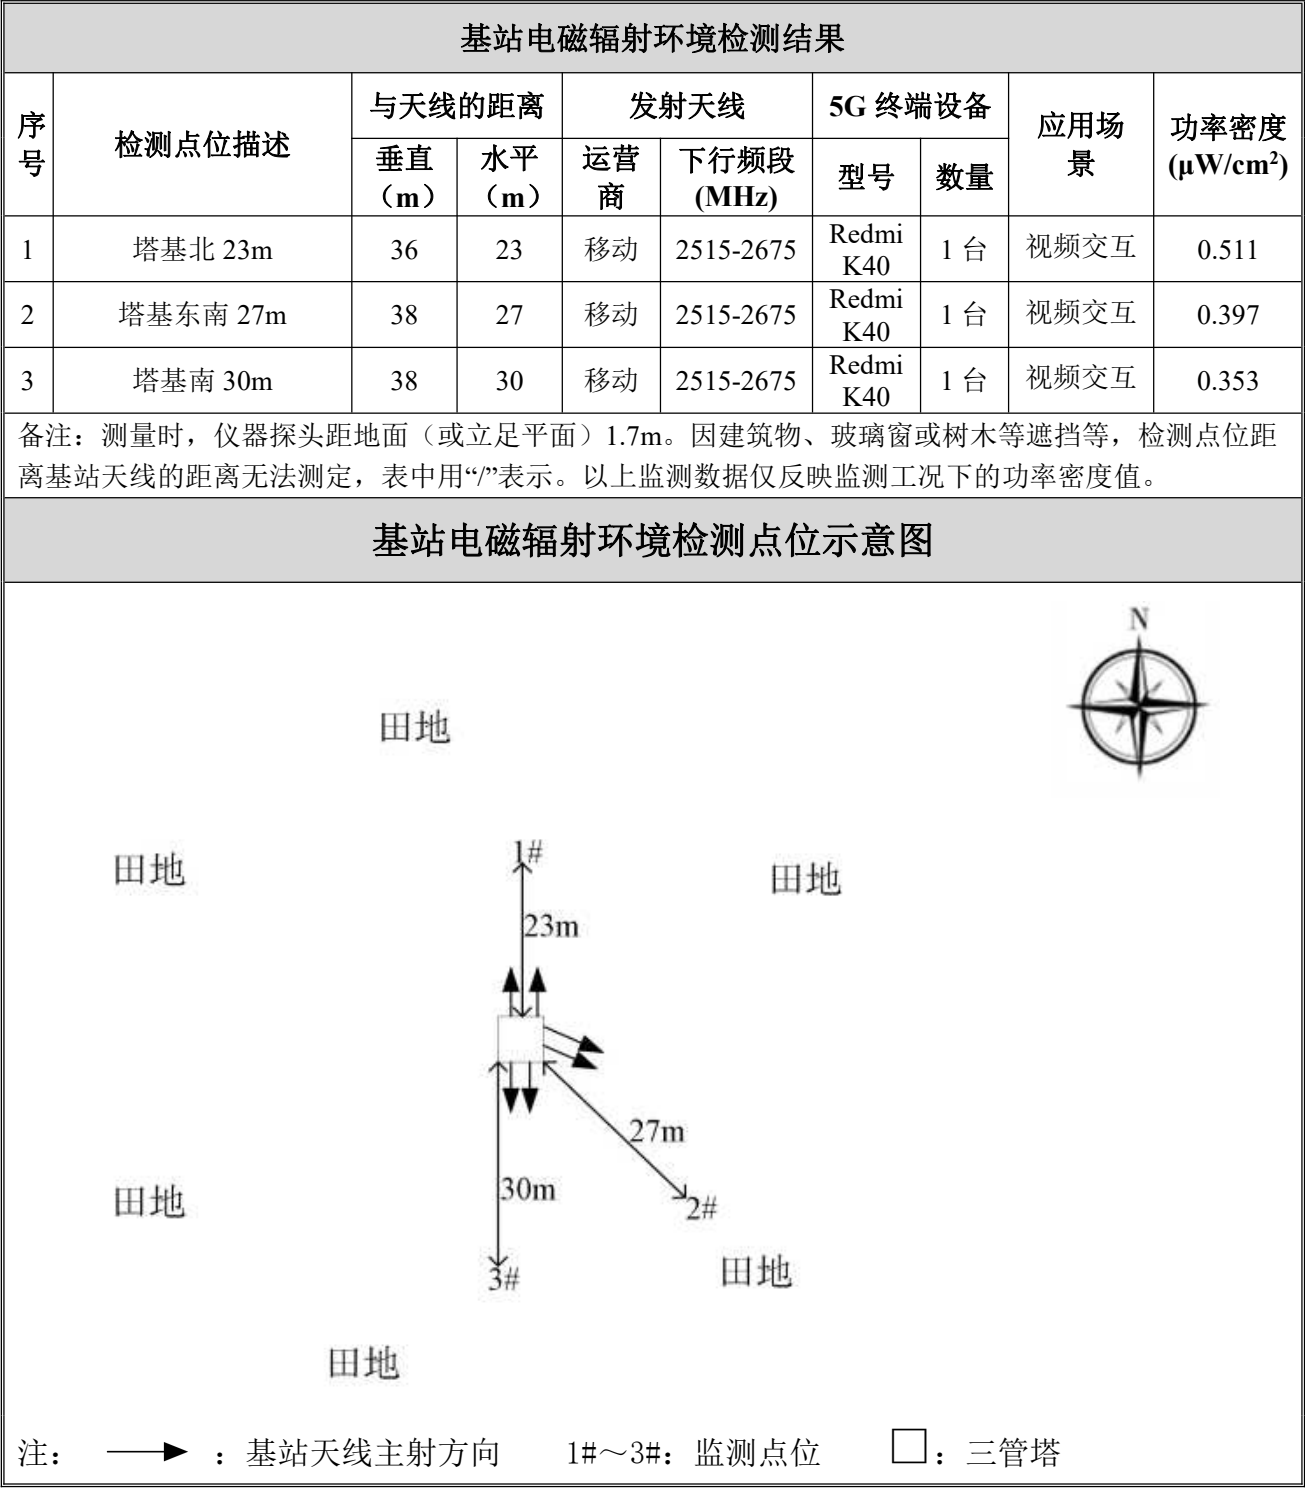 基站电磁辐射环境检测结果
序号 检测点位描述 与天线的距离 发射天线 5G 终端设备 应用场景 功率密度(μW/cm²)
垂直（m） 水平（m） 运营商 下行频段(MHz) 型号 数量
1 塔基北 23m 36 23 移动 2515-2675 Redmi K40 1 台 视频交互 0.511
2 塔基东南 27m 38 27 移动 2515-2675 Redmi K40 1 台 视频交互 0.397
3 塔基南 30m 38 30 移动 2515-2675 Redmi K40 1 台 视频交互 0.353
备注：测量时，仪器探头距地面（或立足平面）1.7m。因建筑物、玻璃窗或树木等遮挡等，检测点位距
离基站天线的距离无法测定，表中用“/”表示。以上监测数据仅反映监测工况下的功率密度值。
基站电磁辐射环境检测点位示意图
N
田地
1#
田地
田地
23m
27m
30m
田地
2#
田地
3#
田地
注： ：基站天线主射方向 1#～3#：监测点位 ：三管塔